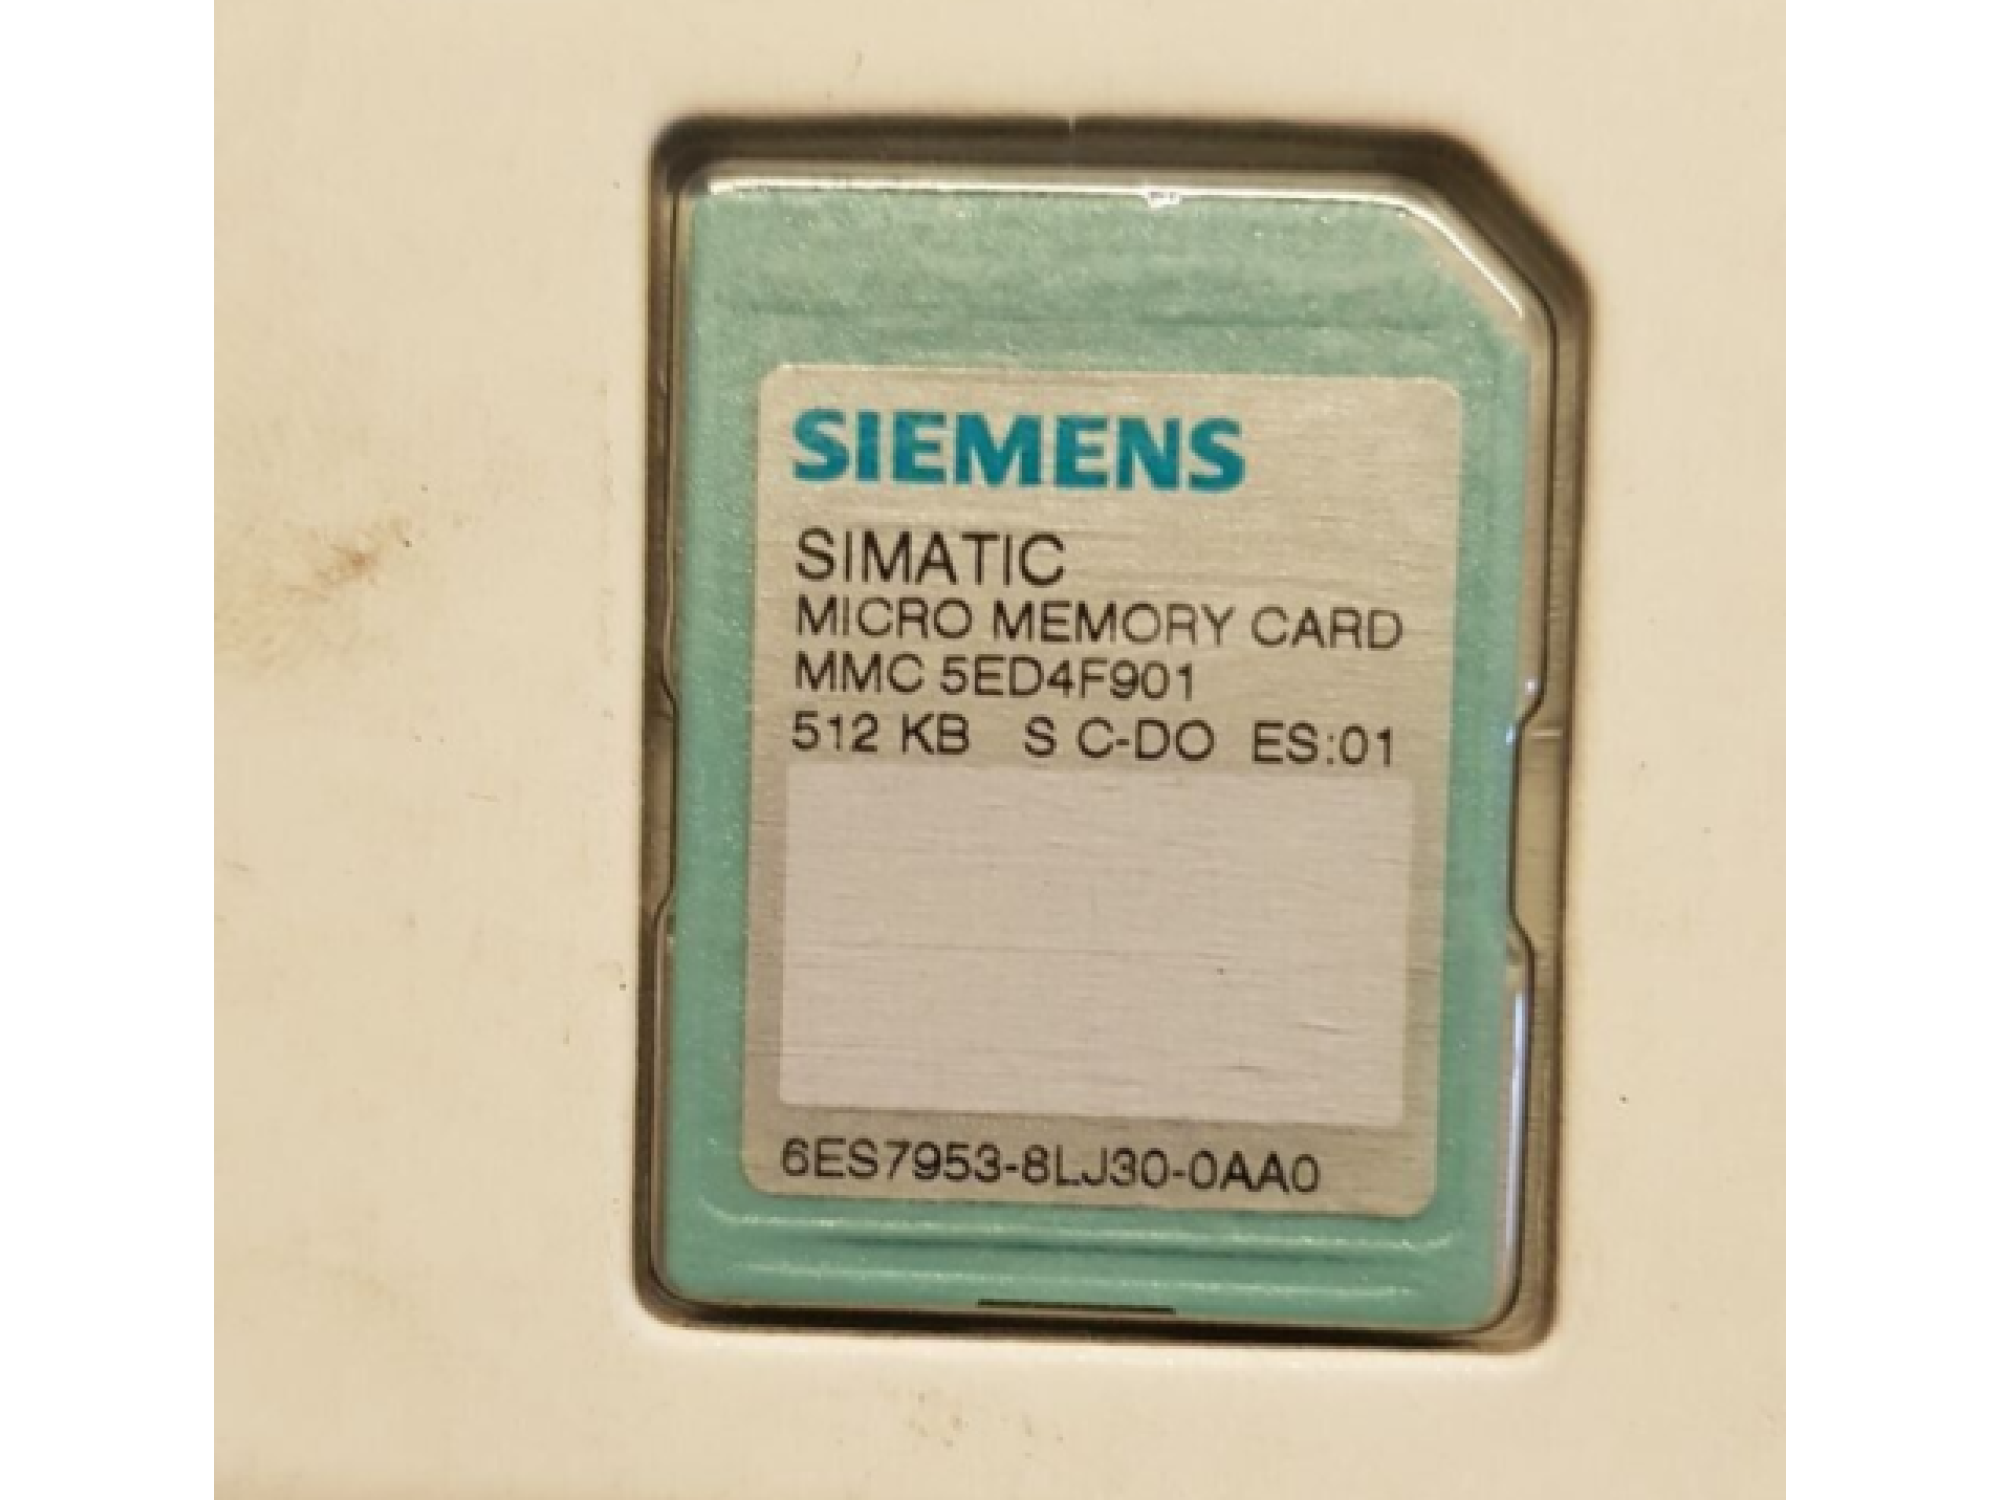 SIEMENS
SIMATIC
MICRO MEMORY CARD
MMC 5ED4F901
512 KB S C-DO ES:01
6ES7953-8LJ30-0AA0